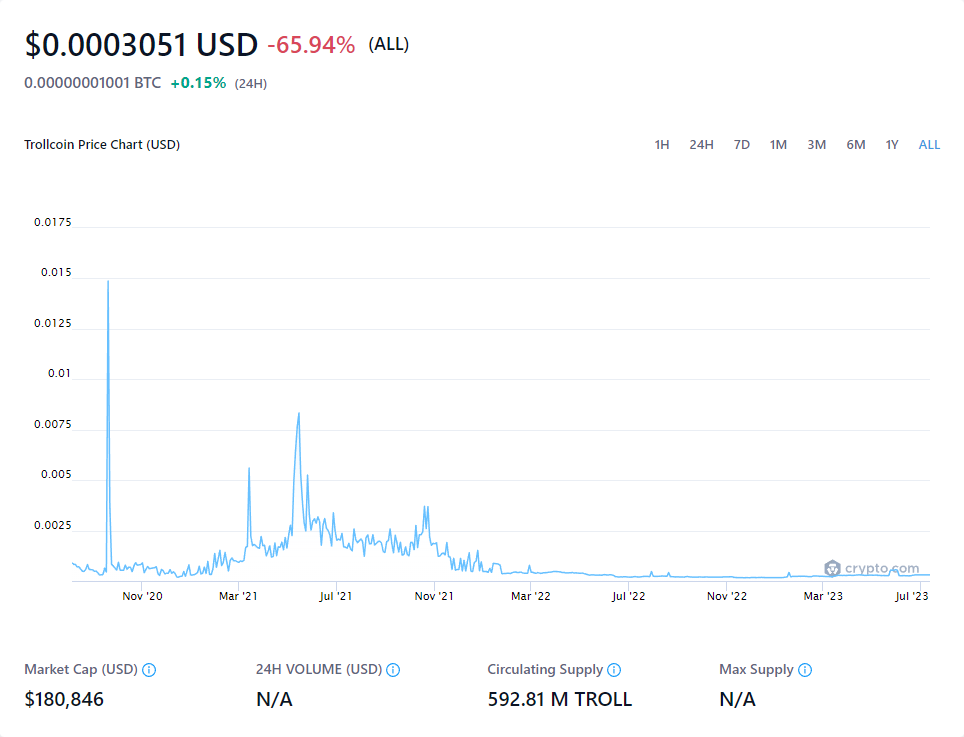 $0.0003051 USD -65.94% (ALL)
0.00000001001 BTC +0.15% (24H)
Trollcoin Price Chart (USD) 1H 24H 7D 1M 3M 6M 1Y ALL
0.0175
0.015
0.0125
0.01
0.0075
0.005
0.0025
crypto.com
Nov '20 Mar '21 Jul '21 Nov '21 Mar '22 Jul '22 Nov '22 Mar '23 Jul '23
Market Cap (USD) 24H VOLUME (USD) Circulating Supply Max Supply
$180,846 N/A 592.81 M TROLL N/A